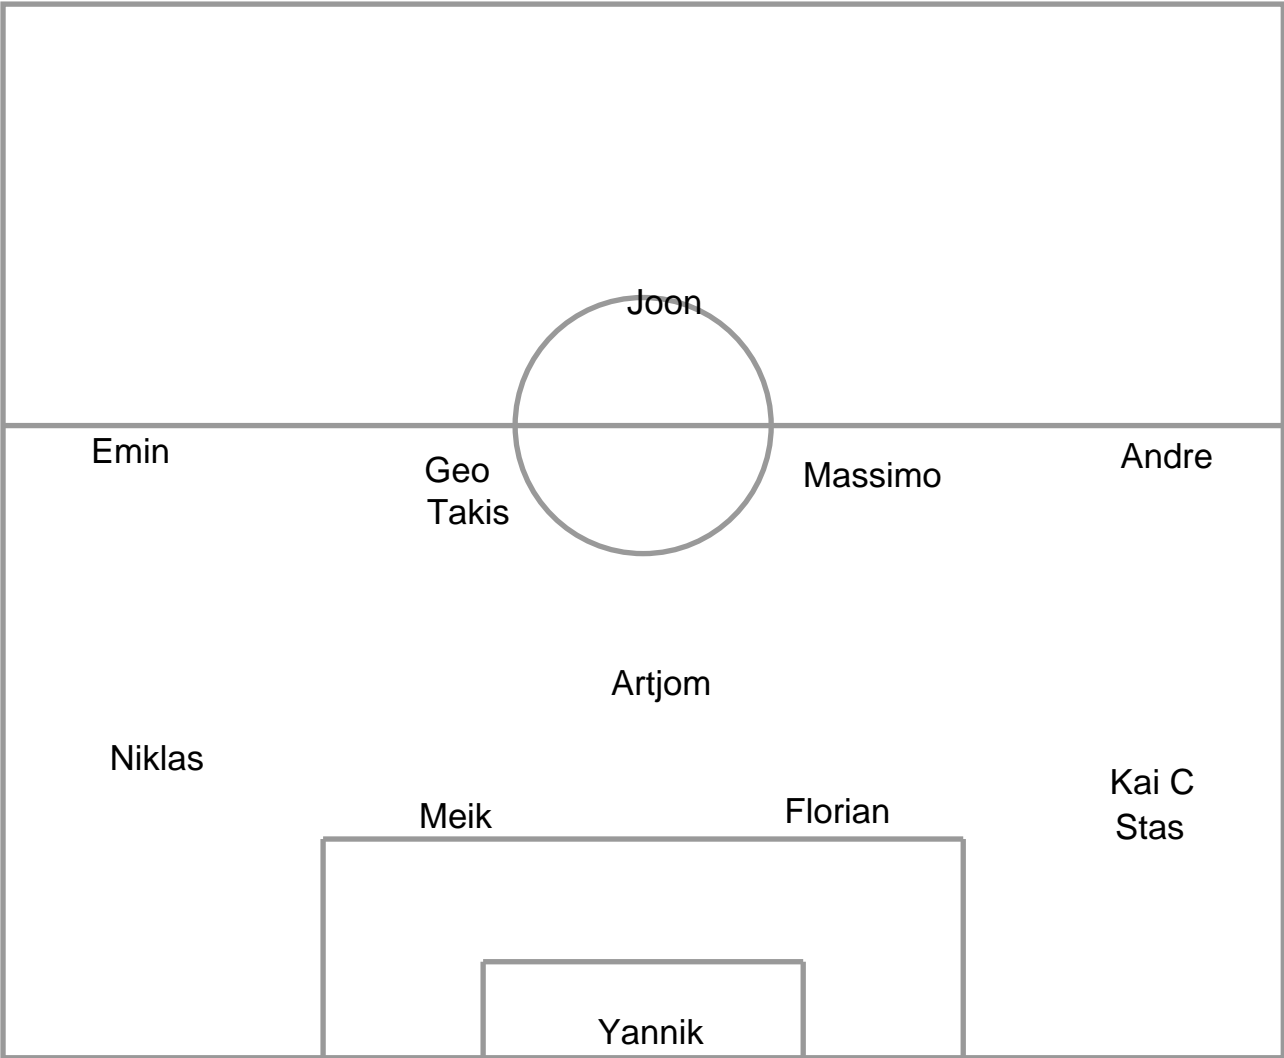 Joon
Emin
Geo
Takis
Massimo
Andre
Artjom
Niklas
Meik
Florian
Kai C
Stas
Yannik